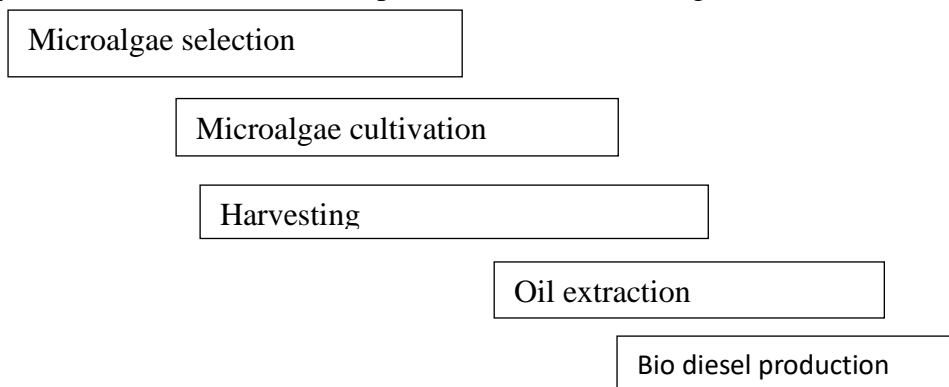 Microalgae selection
Microalgae cultivation
Harvesting
Oil extraction
Bio diesel production